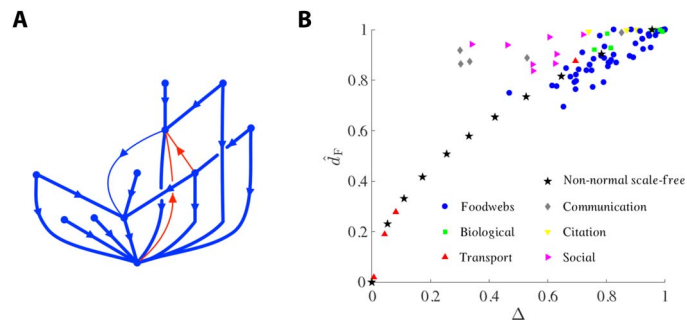 A
B
1
0.8
0.6
0.4
0.2
0
d̂F
0 0.2 0.4 0.6 0.8 1
Δ
Non-normal scale-free
Foodwebs Communication
Biological Citation
Transport Social